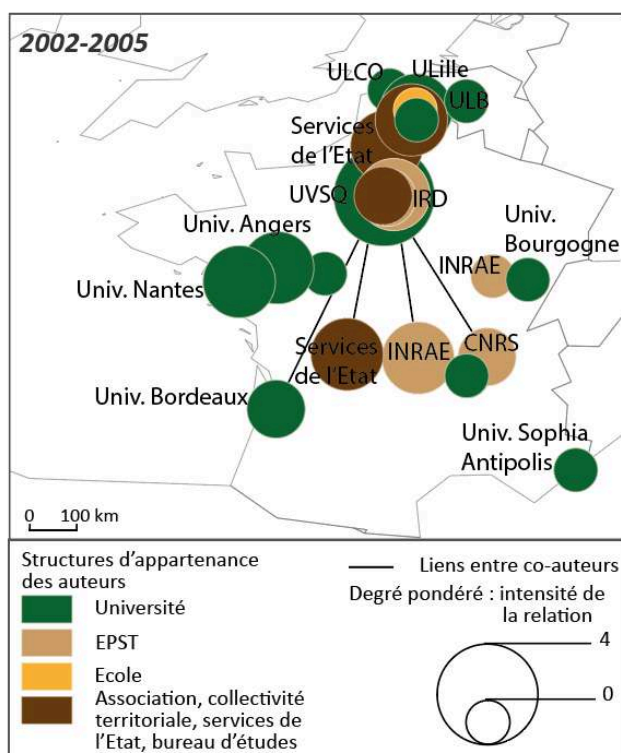 2002-2005
ULCO
ULille
ULB
Services
de l'Etat
UVSQ
IRD
Univ. Angers
Univ.
Bourgogne
INRAE
Univ. Nantes
Services
de l'Etat
INRAE
CNRS
Univ. Bordeaux
Univ. Sophia
Antipolis
0 100 km
Structures d'appartenance
des auteurs
Université
EPST
Ecole
Association, collectivité
territoriale, services de
l'Etat, bureau d'études
Liens entre co-auteurs
Degré pondéré : intensité de
la relation
4
0